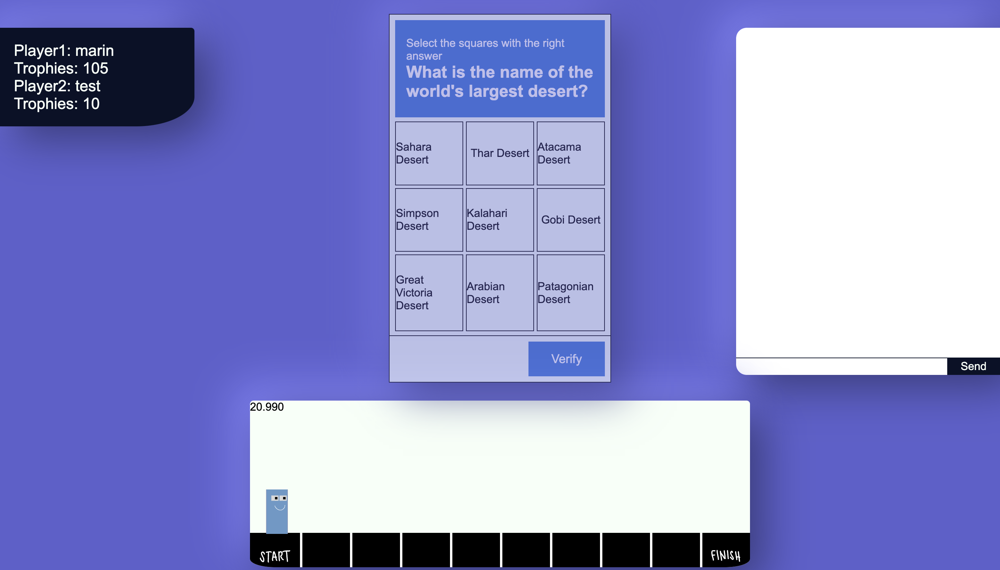 Player1: marin
Trophies: 105
Player2: test
Trophies: 10
Select the squares with the right
answer
What is the name of the
world's largest desert?
Sahara
Desert
Thar Desert
Atacama
Desert
Simpson
Desert
Kalahari
Desert
Gobi Desert
Great
Victoria
Desert
Arabian
Desert
Patagonian
Desert
Verify
Send
20.990
START
FINISH